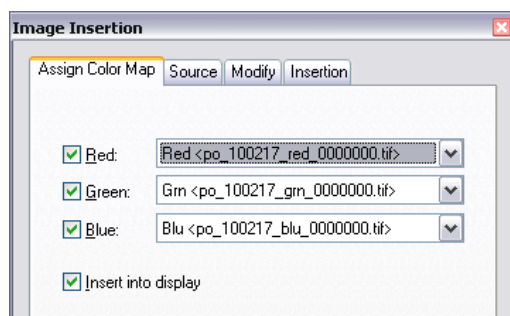 Image Insertion
Assign Color Map Source Modify Insertion
Red: Red <po_100217_red_0000000.tif>
Green: Grn <po_100217_grn_0000000.tif>
Blue: Blu <po_100217_blu_0000000.tif>
Insert into display